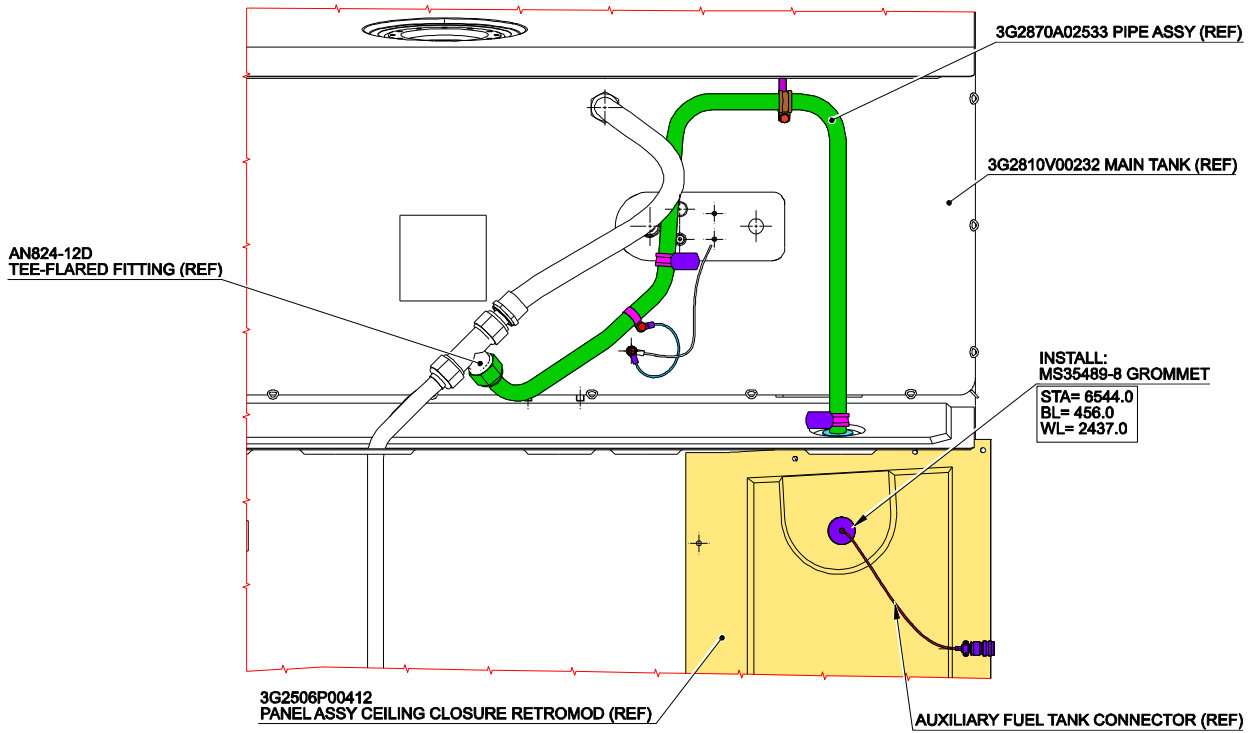 3G2870A02533 PIPE ASSY (REF)
3G2810V00232 MAIN TANK (REF)
AN824-12D
TEE-FLARED FITTING (REF)
INSTALL:
MS35489-8 GROMMET
STA= 6544.0
BL= 456.0
WL= 2437.0
3G2506P00412
PANEL ASSY CEILING CLOSURE RETROMOD (REF)
AUXILIARY FUEL TANK CONNECTOR (REF)